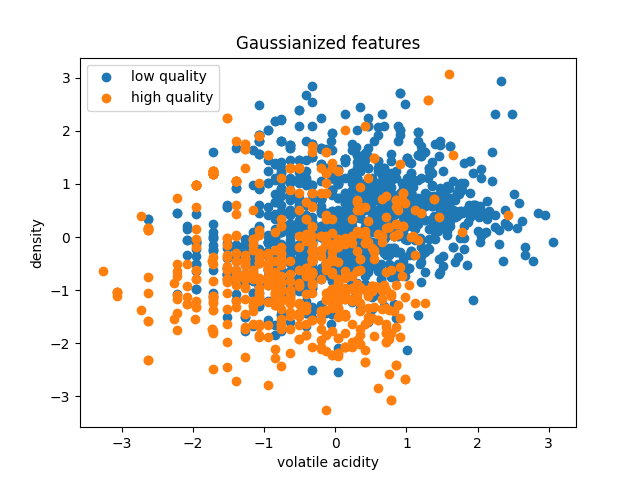 Gaussianized features
low quality
high quality
density
3
2
1
0
−1
−2
−3
−3
−2
−1
0
1
2
3
volatile acidity